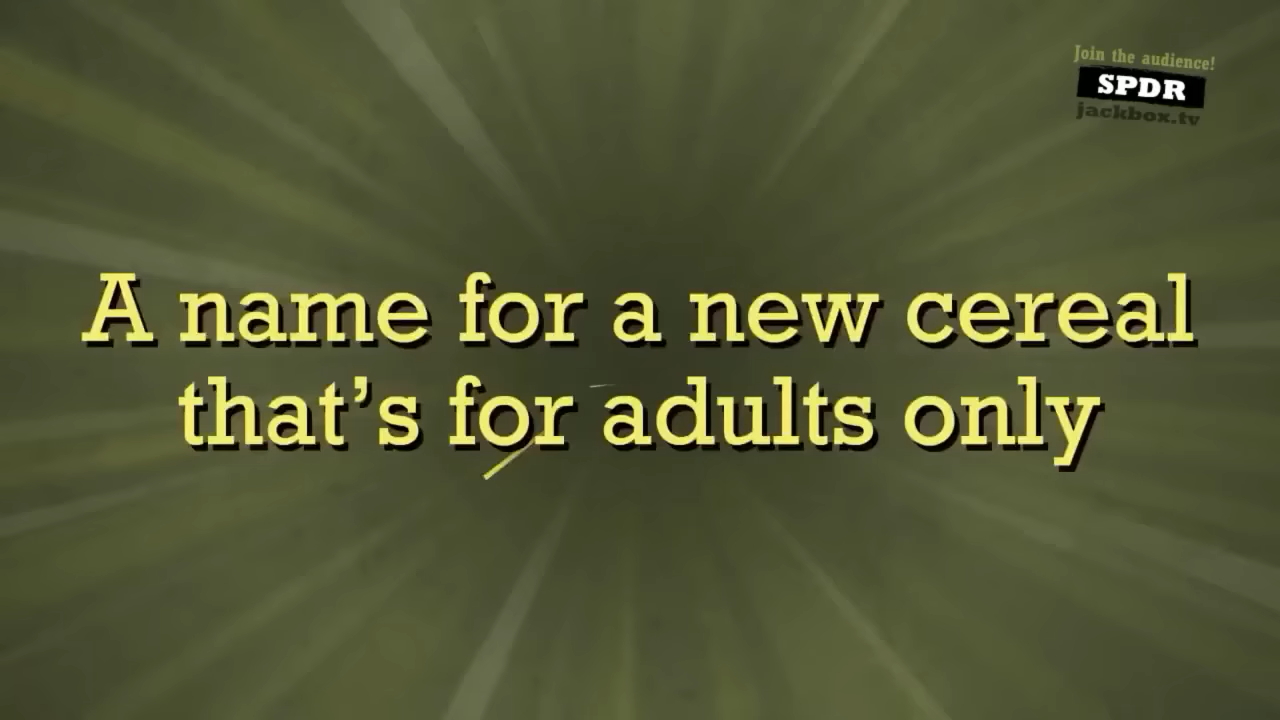 Join the audience!
SPDR
jackbox.tv
A name for a new cereal
that's for adults only